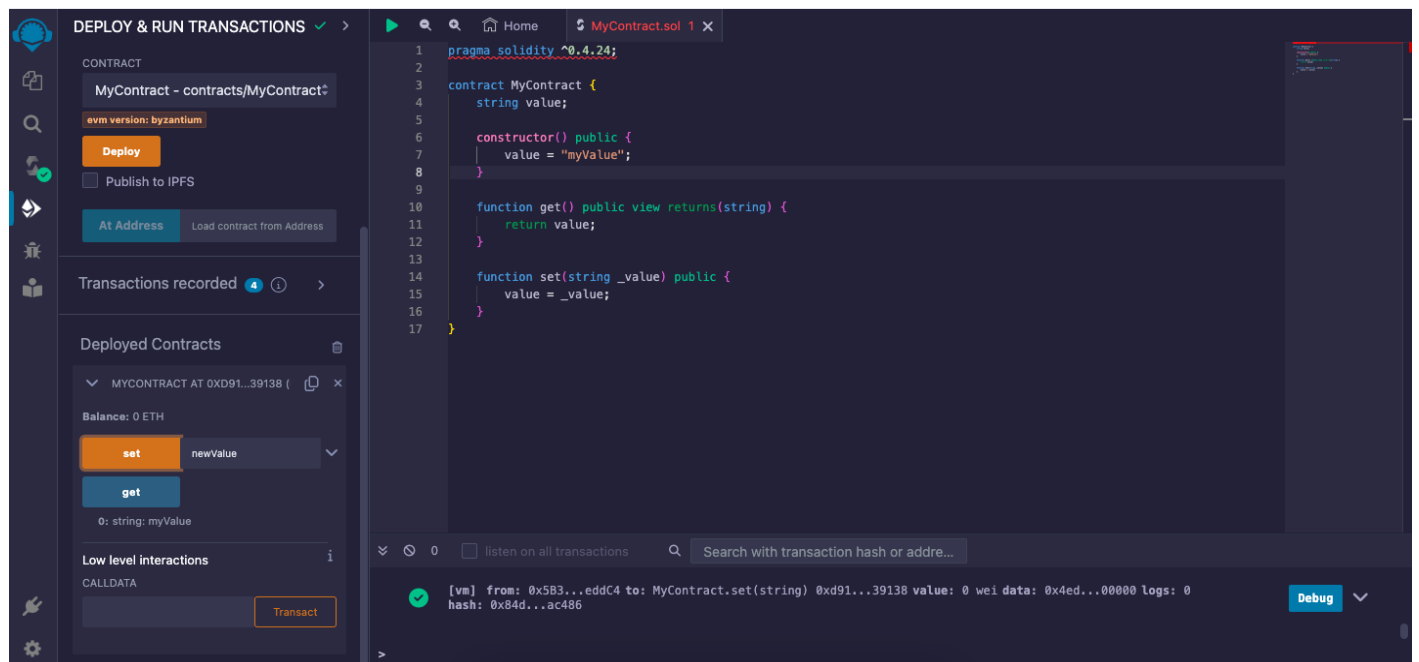 DEPLOY & RUN TRANSACTIONS
CONTRACT
MyContract - contracts/MyContract
evm version: byzantium
Deploy
Publish to IPFS
At Address
Load contract from Address
Transactions recorded 4 i
Deployed Contracts
MYCONTRACT AT 0XD91...39138 (
Balance: 0 ETH
set
newValue
get
0: string: myValue
Low level interactions
i
CALLDATA
Transact
Home
MyContract.sol 1
1 pragma solidity ^0.4.24;
2
3 contract MyContract {
4 string value;
5
6 constructor() public {
7 value = "myValue";
8 }
9
10 function get() public view returns(string) {
11 return value;
12 }
13
14 function set(string _value) public {
15 value = _value;
16 }
17 }
0
listen on all transactions
Search with transaction hash or addre...
[vm] from: 0x5B3...eddC4 to: MyContract.set(string) 0xd91...39138 value: 0 wei data: 0x4ed...00000 logs: 0
hash: 0x84d...ac486
Debug
>